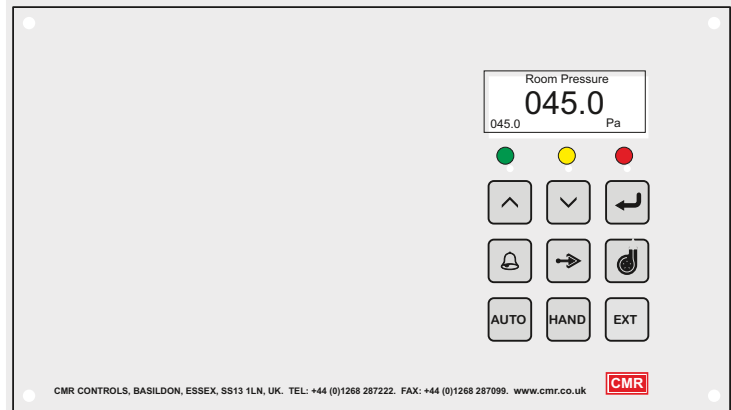 Room Pressure
045.0
045.0 Pa
AUTO HAND EXT
CMR CONTROLS, BASILDON, ESSEX, SS13 1LN, UK. TEL: +44 (0)1268 287222. FAX: +44 (0)1268 287099. www.cmr.co.uk
CMR